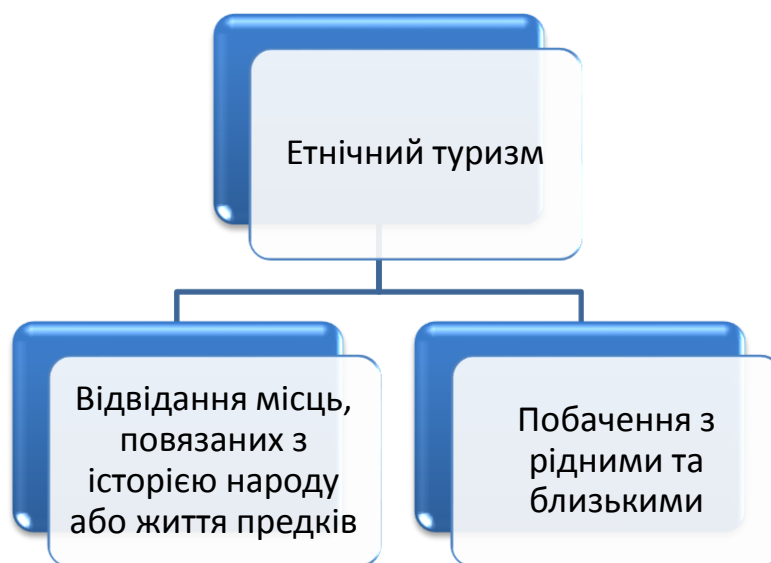 Етнічний туризм
Відвідання місць,
повязаних з
історією народу
або життя предків
Побачення з
рідними та
близькими